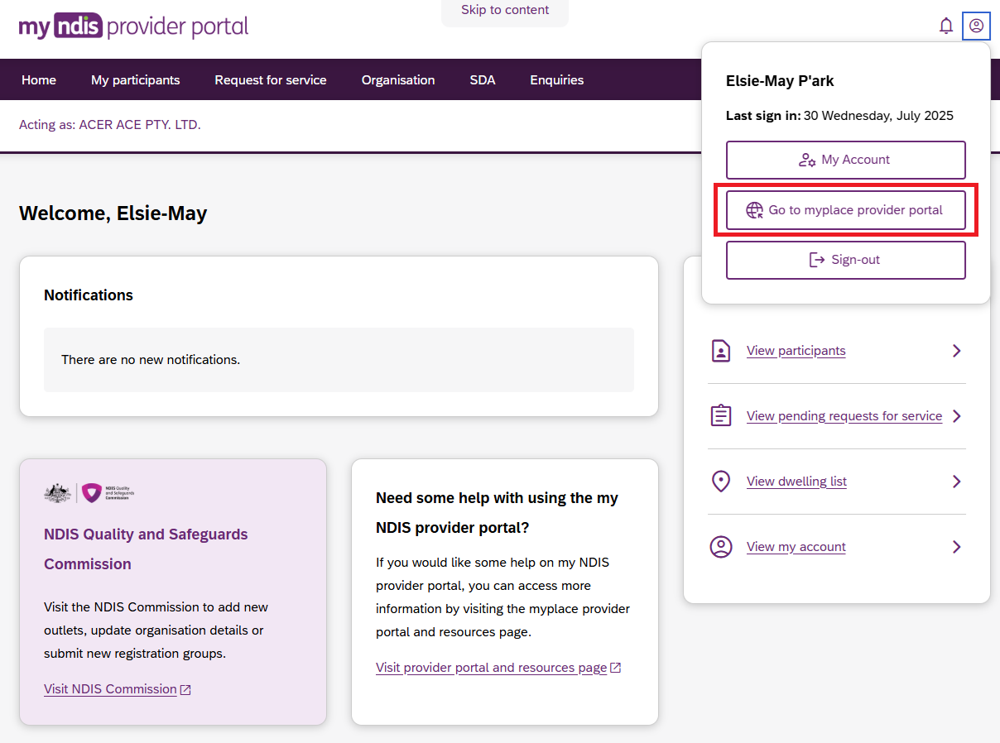 Skip to content
my ndis provider portal
Home My participants Request for service Organisation SDA Enquiries
Acting as: ACER ACE PTY. LTD.
Elsie-May P'ark
Last sign in: 30 Wednesday, July 2025
My Account
Go to myplace provider portal
Sign-out
Welcome, Elsie-May
Notifications
There are no new notifications.
View participants
View pending requests for service
View dwelling list
View my account
NDIS Quality
and Safeguards
Commission
NDIS Quality and Safeguards
Commission
Visit the NDIS Commission to add new
outlets, update organisation details or
submit new registration groups.
Visit NDIS Commission
Need some help with using the my
NDIS provider portal?
If you would like some help on my NDIS
provider portal, you can access more
information by visiting the myplace provider
portal and resources page.
Visit provider portal and resources page